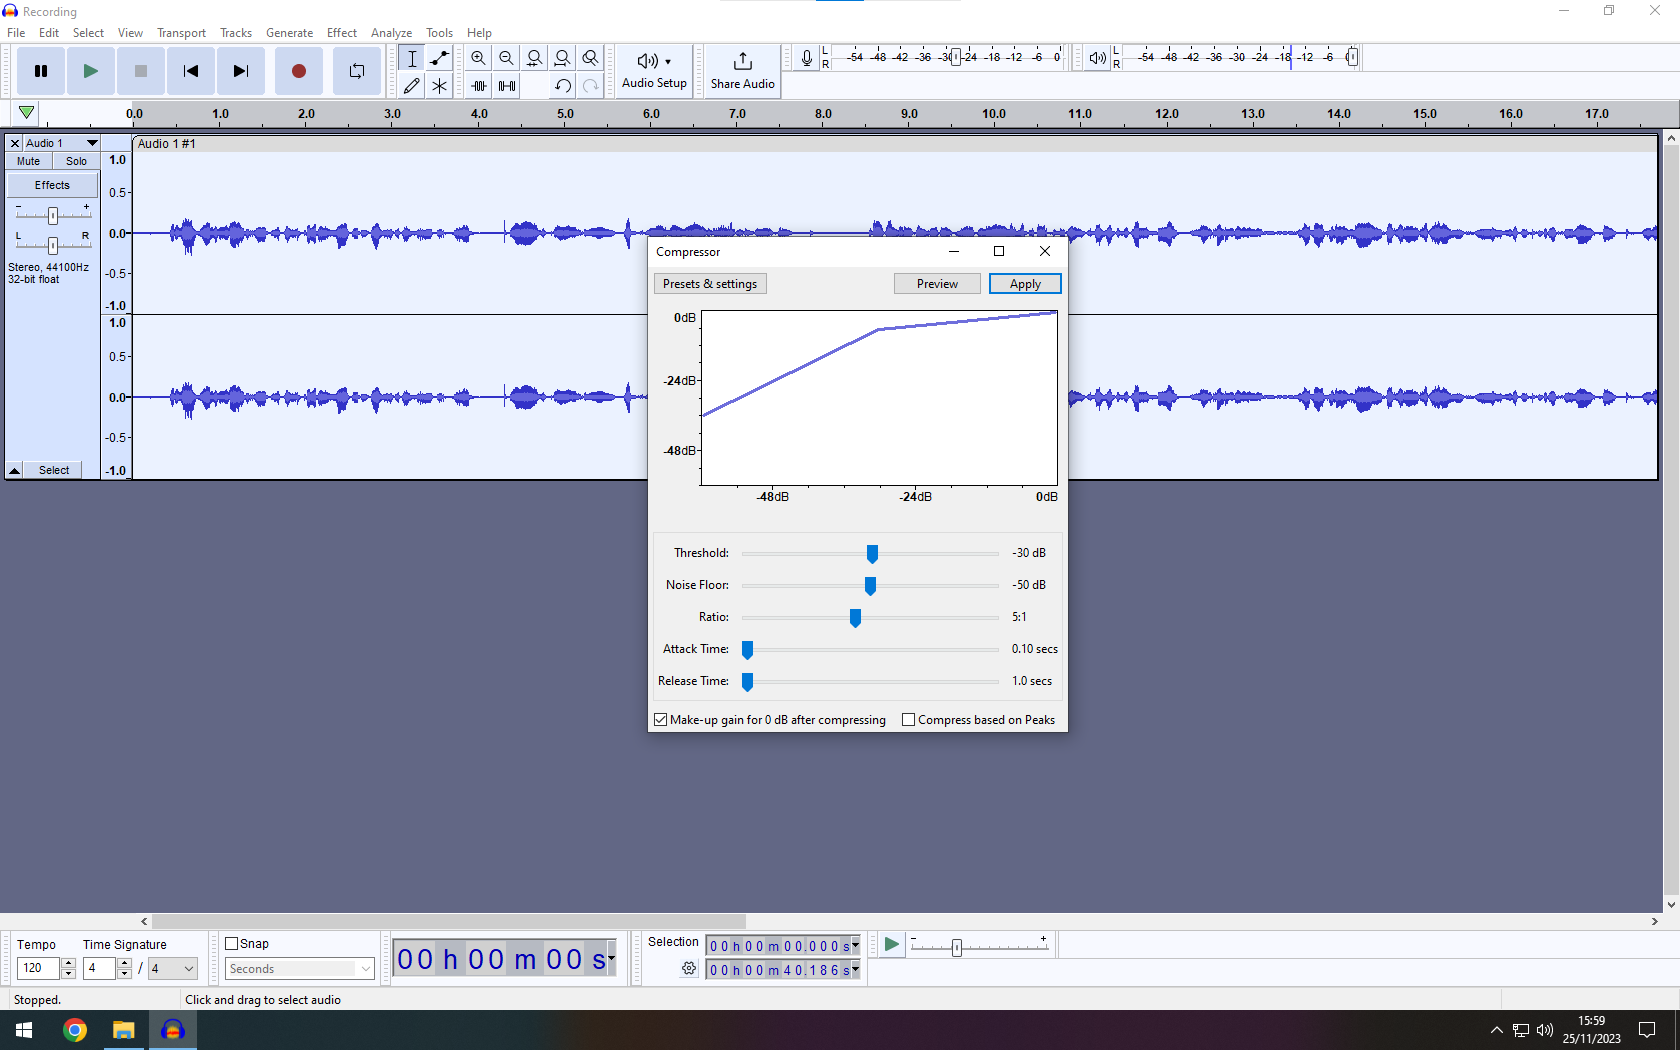 Recording
File Edit Select View Transport Tracks Generate Effect Analyze Tools Help
Audio Setup
Share Audio
L
R
-54 -48 -42 -36 -30 -24 -18 -12 -6 0
L
R
-54 -48 -42 -36 -30 -24 -18 -12 -6 0
0.0 1.0 2.0 3.0 4.0 5.0 6.0 7.0 8.0 9.0 10.0 11.0 12.0 13.0 14.0 15.0 16.0 17.0
Audio 1
Audio 1 #1
Mute Solo
Effects
- +
L R
Stereo, 44100Hz
32-bit float
Select
1.0
0.5
0.0
-0.5
-1.0
1.0
0.5
0.0
-0.5
-1.0
Compressor
Presets & settings
Preview
Apply
0dB
-24dB
-48dB
-48dB -24dB 0dB
Threshold: -30 dB
Noise Floor: -50 dB
Ratio: 5:1
Attack Time: 0.10 secs
Release Time: 1.0 secs
Make-up gain for 0 dB after compressing
Compress based on Peaks
Tempo
120
Time Signature
4 / 4
Snap
Seconds
00 h 00 m 00 s
Selection
00 h 00 m 00.000 s
00 h 00 m 40.186 s
- +
Stopped.
Click and drag to select audio
15:59
25/11/2023